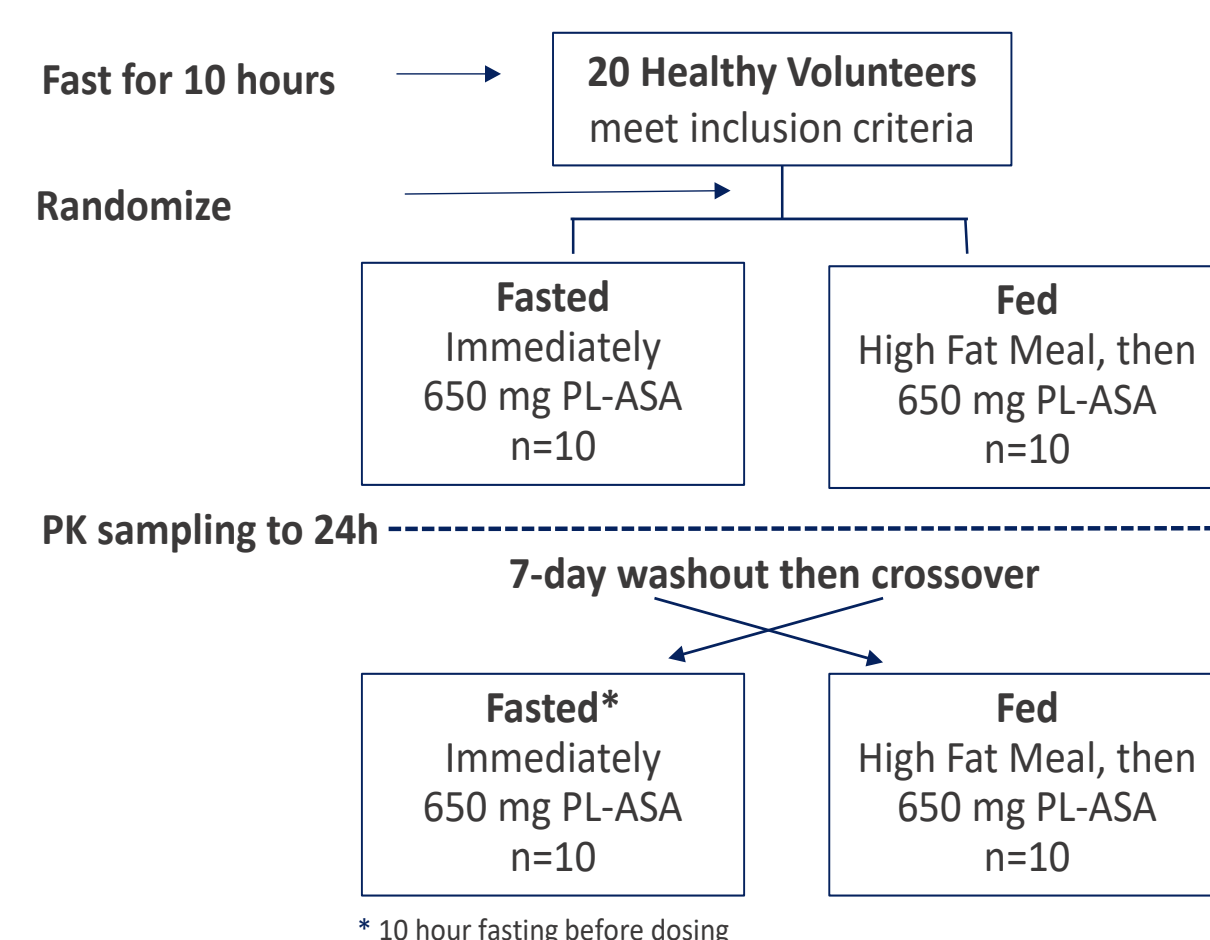 Fast for 10 hours
20 Healthy Volunteers
meet inclusion criteria
Randomize
Fasted
Immediately
650 mg PL-ASA
n=10
Fed
High Fat Meal, then
650 mg PL-ASA
n=10
PK sampling to 24h
7-day washout then crossover
Fasted*
Immediately
650 mg PL-ASA
n=10
Fed
High Fat Meal, then
650 mg PL-ASA
n=10
* 10 hour fasting before dosing